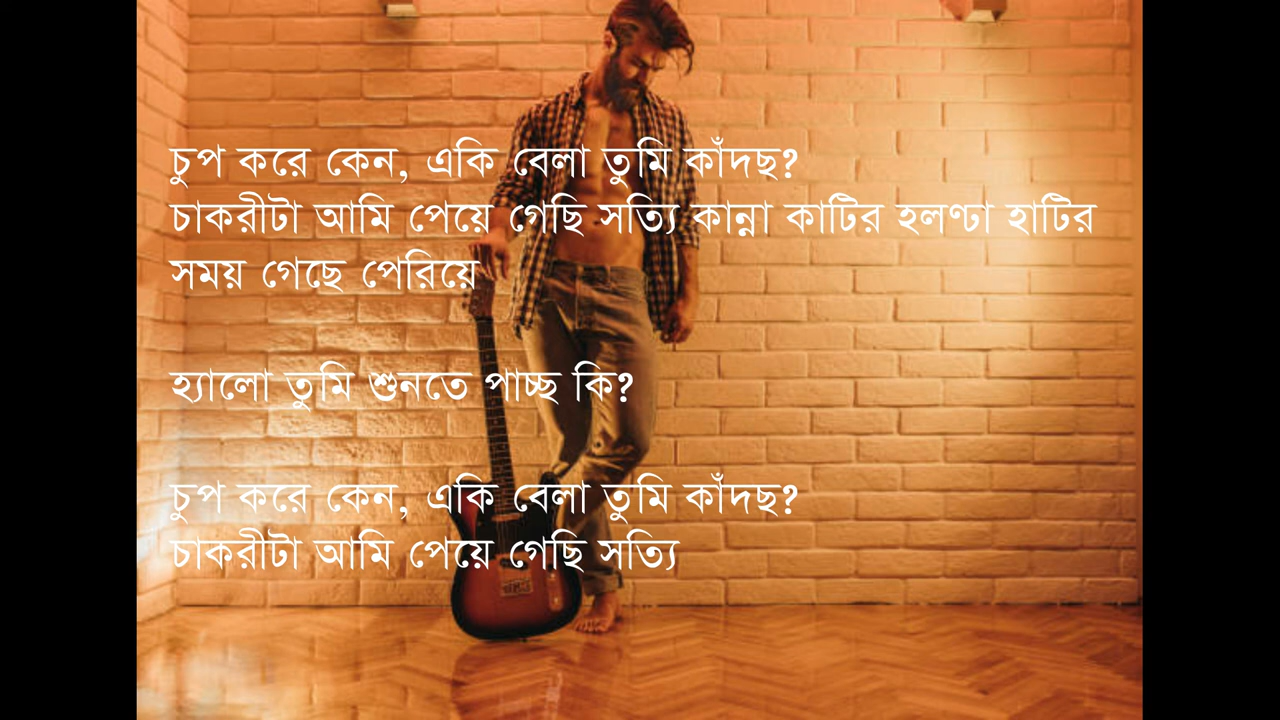 চুপ করে কেন, একি বেলা তুমি কাঁদছ?
চাকরীটা আমি পেয়ে গেছি সত্যি কান্না কাটির হলণ্ঢা হাটির
সময় গেছে পেরিয়ে
হ্যালো তুমি শুনতে পাচ্ছ কি?
চুপ করে কেন, একি বেলা তুমি কাঁদছ?
চাকরীটা আমি পেয়ে গেছি সত্যি